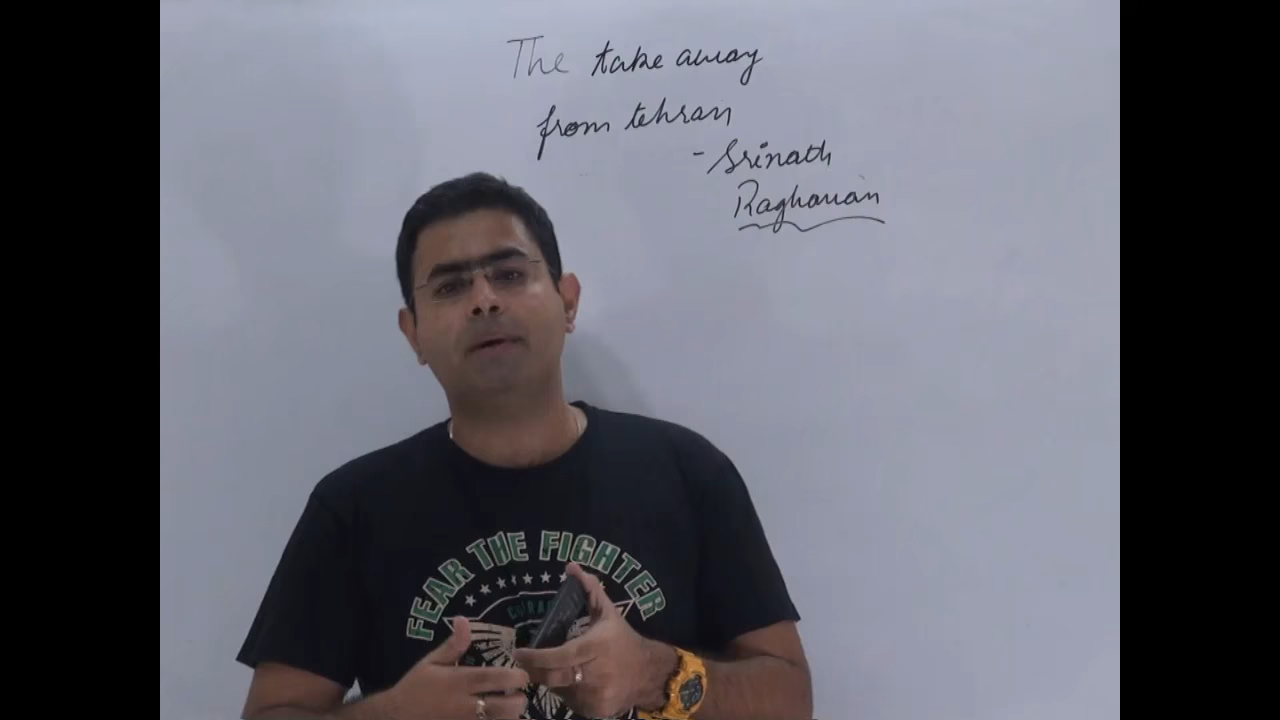 The take away
from tehran
- Srinath
Raghavan
FEAR THE FIGHTER